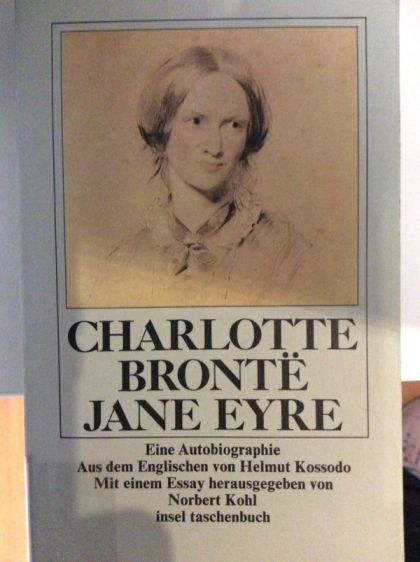 CHARLOTTE
BRONTË
JANE EYRE
Eine Autobiographie
Aus dem Englischen von Helmut Kossodo
Mit einem Essay herausgegeben von
Norbert Kohl
insel taschenbuch